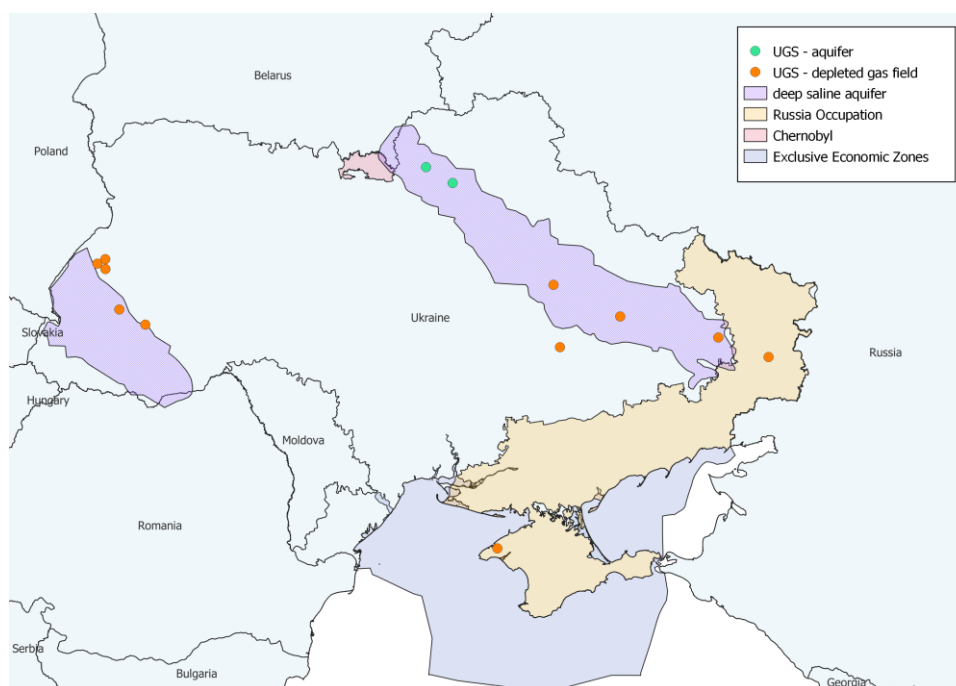 UGS - aquifer
UGS - depleted gas field
deep saline aquifer
Russia Occupation
Chernobyl
Exclusive Economic Zones
Belarus
Poland
Ukraine
Slovakia
Russia
Hungary
Moldova
Romania
Serbia
Bulgaria
Georgia